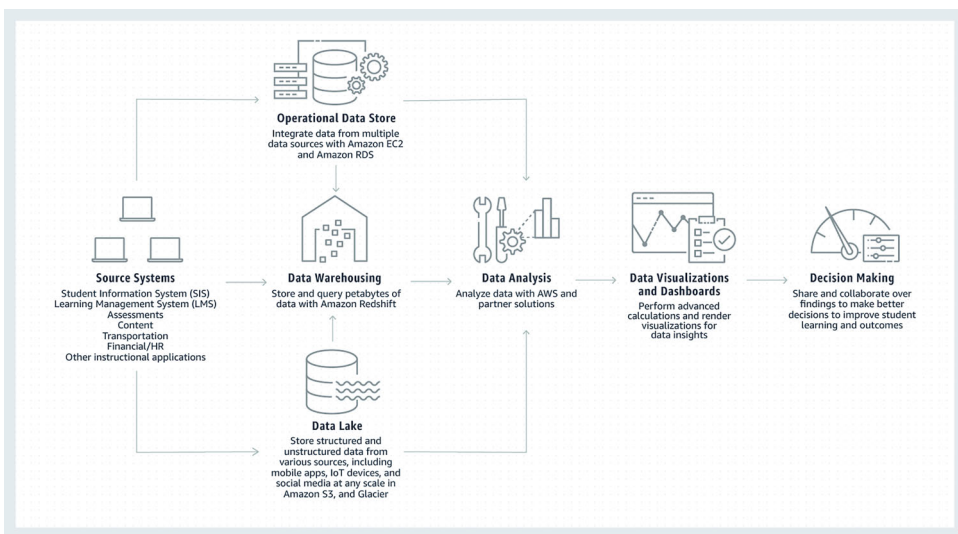 Operational Data Store
Integrate data from multiple
data sources with Amazon EC2
and Amazon RDS
Source Systems
Student Information System (SIS)
Learning Management System (LMS)
Assessments
Content
Transportation
Financial/HR
Other instructional applications
Data Warehousing
Store and query petabytes of
data with Amazon Redshift
Data Analysis
Analyze data with AWS and
partner solutions
Data Visualizations
and Dashboards
Perform advanced
calculations and render
visualizations for
data insights
Decision Making
Share and collaborate over
findings to make better
decisions to improve student
learning and outcomes
Data Lake
Store structured and
unstructured data from
various sources, including
mobile apps, IoT devices, and
social media at any scale in
Amazon S3, and Glacier